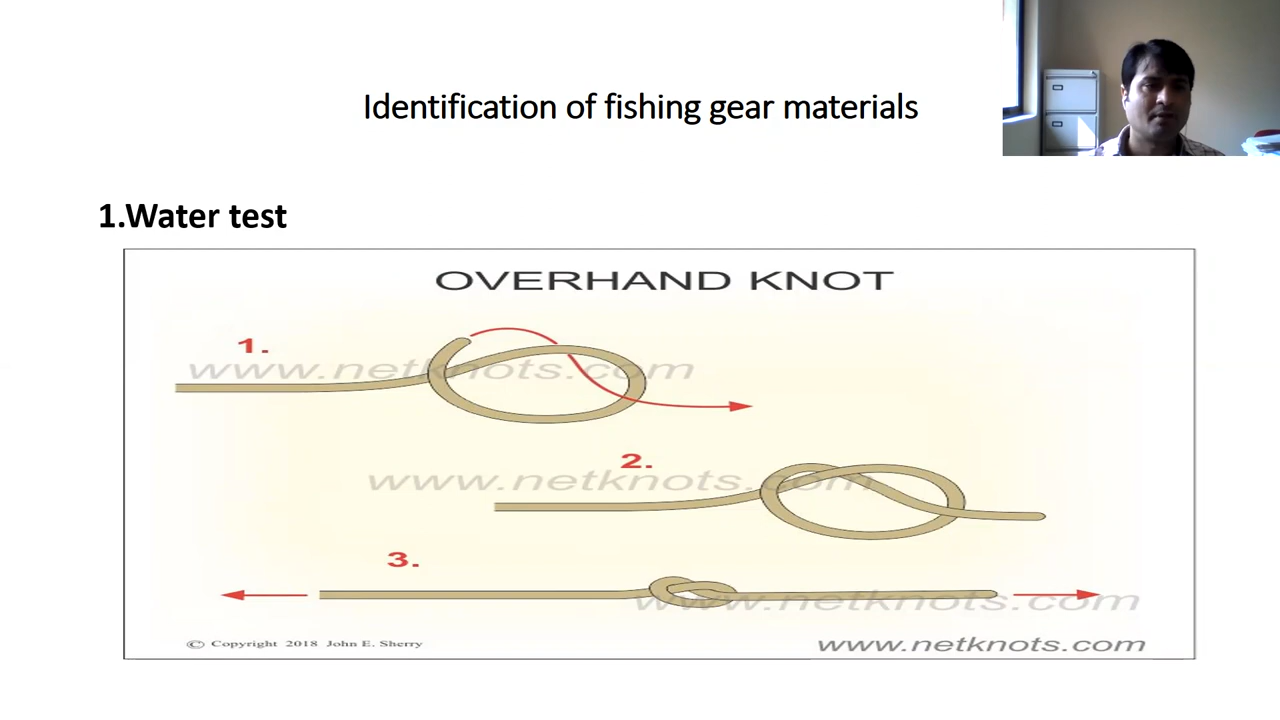 Identification of fishing gear materials
1.Water test
OVERHAND KNOT
1.
www.netknots.com
2.
www.netknots.com
3.
www.netknots.com
© Copyright 2018 John E. Sherry
www.netknots.com